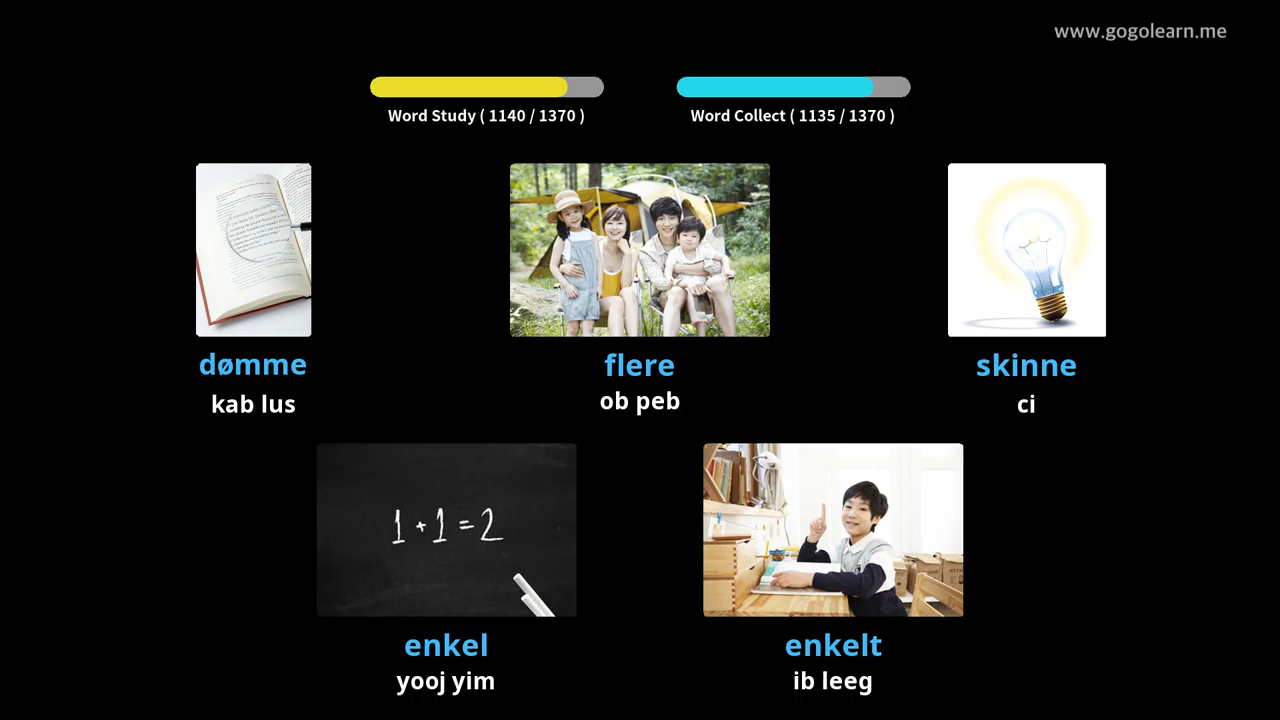 www.gogolearn.me
Word Study ( 1140 / 1370 )
Word Collect ( 1135 / 1370 )
dømme
kab lus
flere
ob peb
skinne
ci
1 + 1 = 2
enkel
yooj yim
enkelt
ib leeg